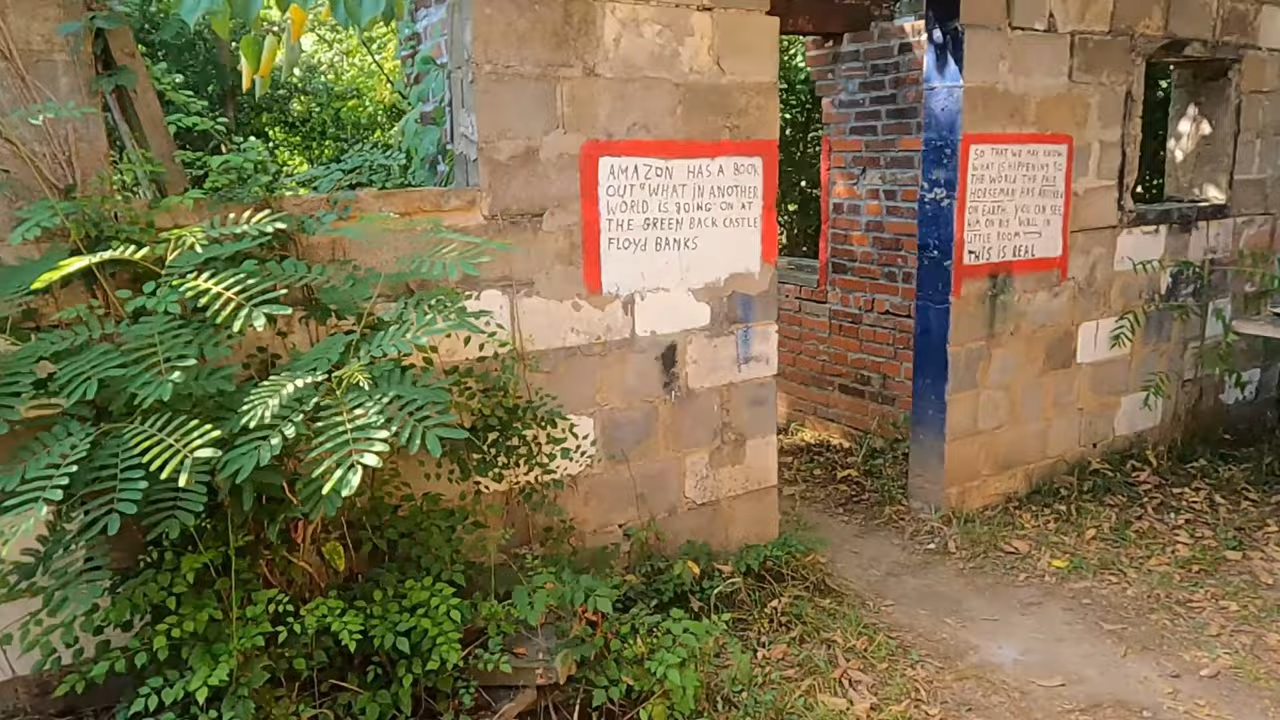 AMAZON HAS A BOOK
OUT "WHAT IN ANOTHER
WORLD IS GOING ON AT
THE GREEN BACK CASTLE
FLOYD BANKS
SO THAT WE MAY KNOW
WHAT IS HAPPENING TO
THE WORLD THE PALE
HORSEMAN HAS
ON EARTH. YOU CAN SEE
HIM ON HIS WALL IN
LITTLE ROOM
THIS IS REAL